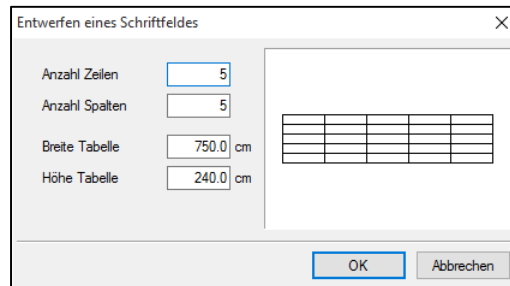 Entwerfen eines Schriftfeldes
Anzahl Zeilen 5
Anzahl Spalten 5
Breite Tabelle 750.0 cm
Höhe Tabelle 240.0 cm
OK Abbrechen